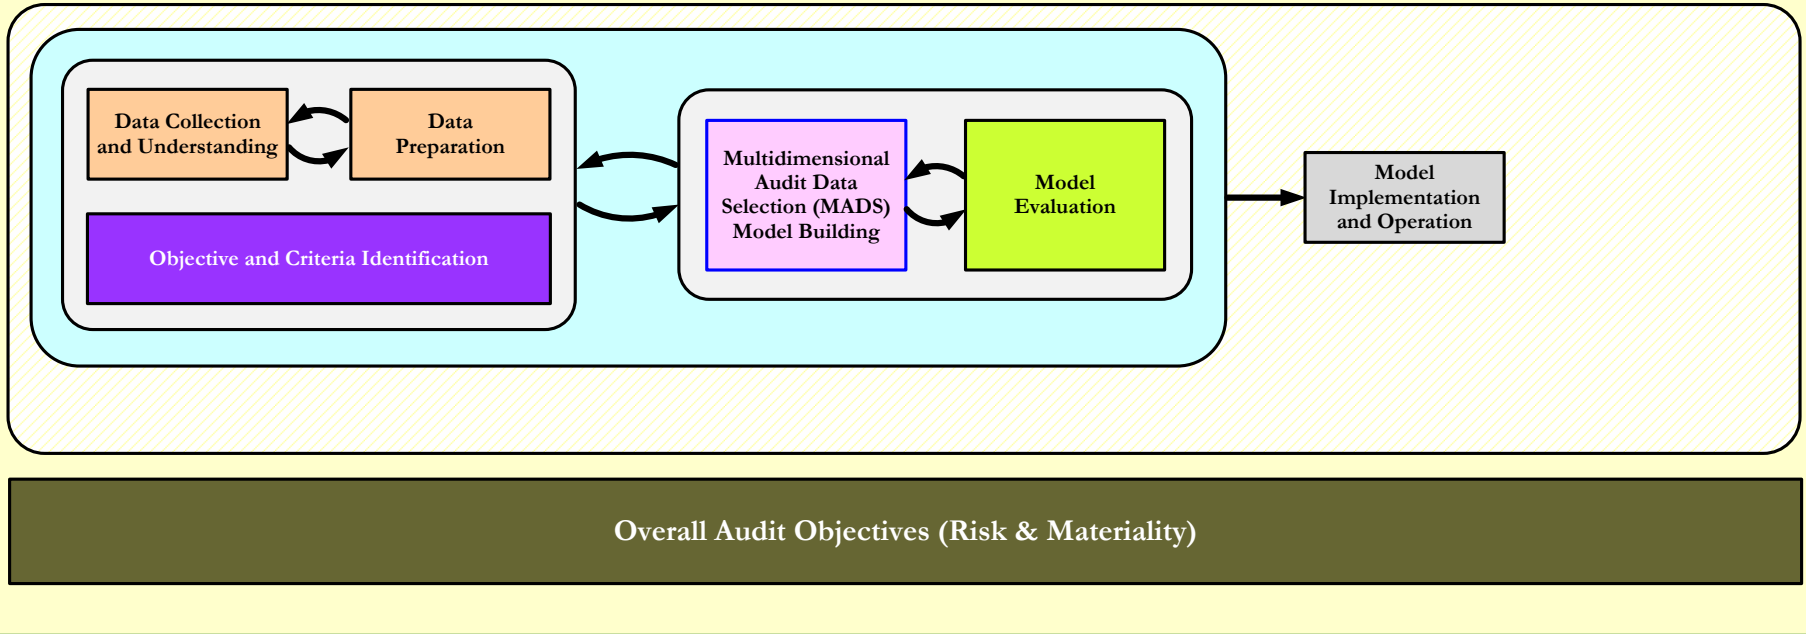 Data Collection
and Understanding
Data
Preparation
Objective and Criteria Identification
Multidimensional
Audit Data
Selection (MADS)
Model Building
Model
Evaluation
Model
Implementation
and Operation
Overall Audit Objectives (Risk & Materiality)